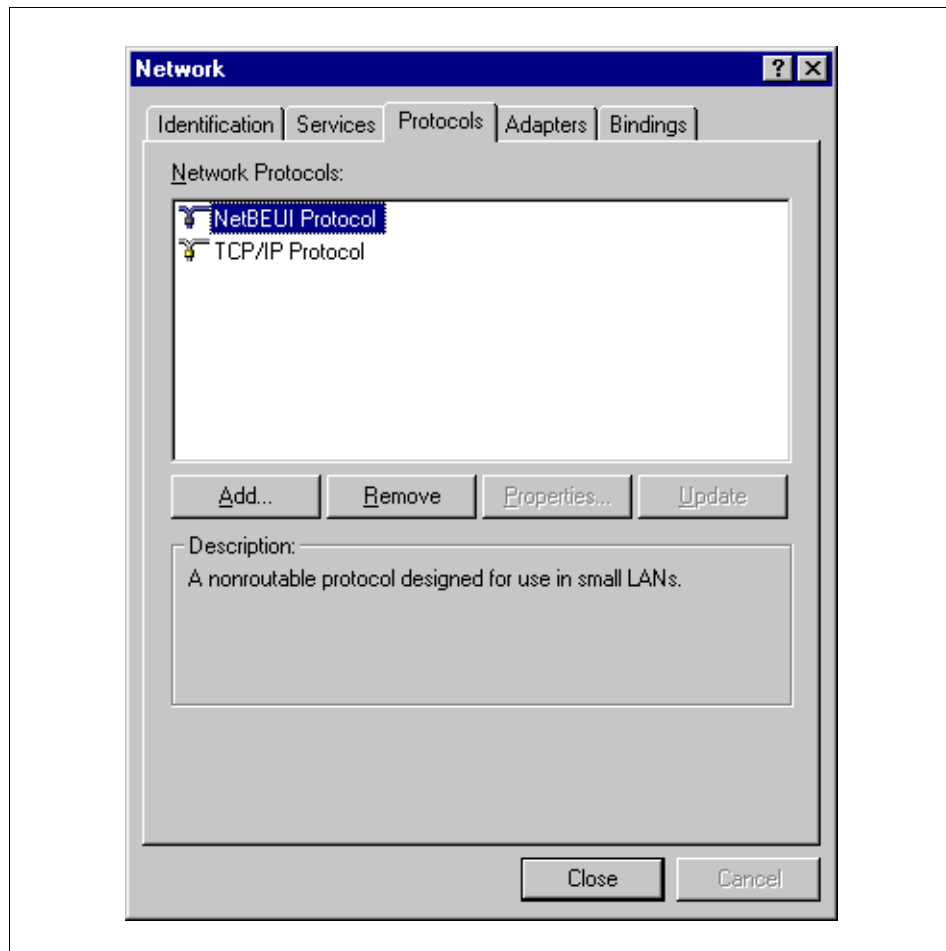 Network
Identification Services Protocols Adapters Bindings
Network Protocols:
NetBEUI Protocol
TCP/IP Protocol
Add... Remove Properties... Update
Description:
A nonroutable protocol designed for use in small LANs.
Close Cancel